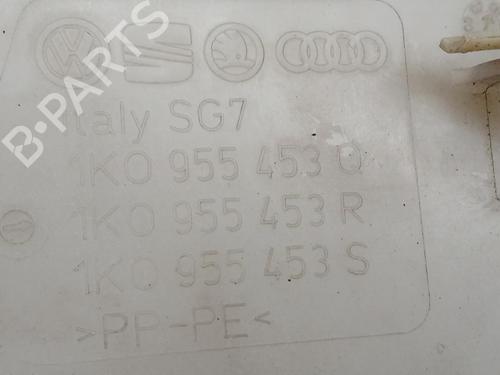 B-PARTS
Italy SG7
1K0 955 453 Q
1K0 955 453 R
1K0 955 453 S
>PP-PE<